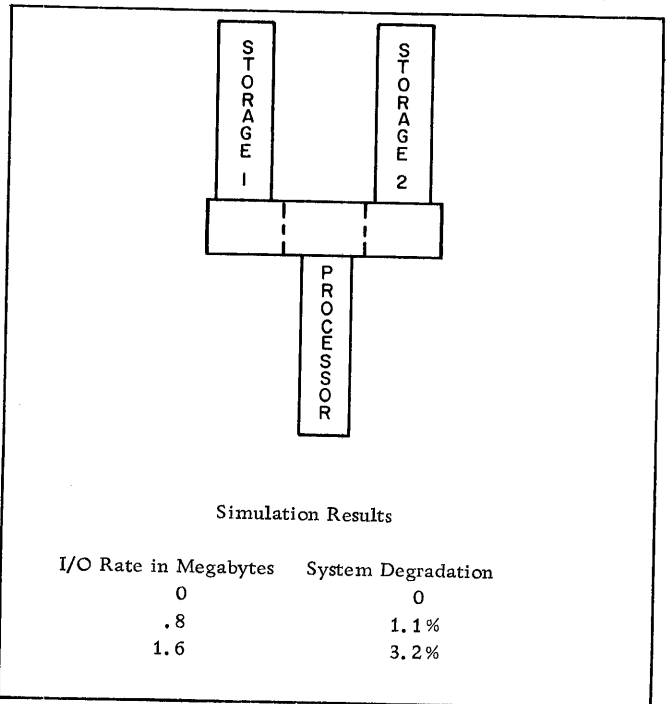 STORAGE 1
STORAGE 2
PROCESSOR
Simulation Results
I/O Rate in Megabytes System Degradation
0 0
.8 1.1%
1.6 3.2%